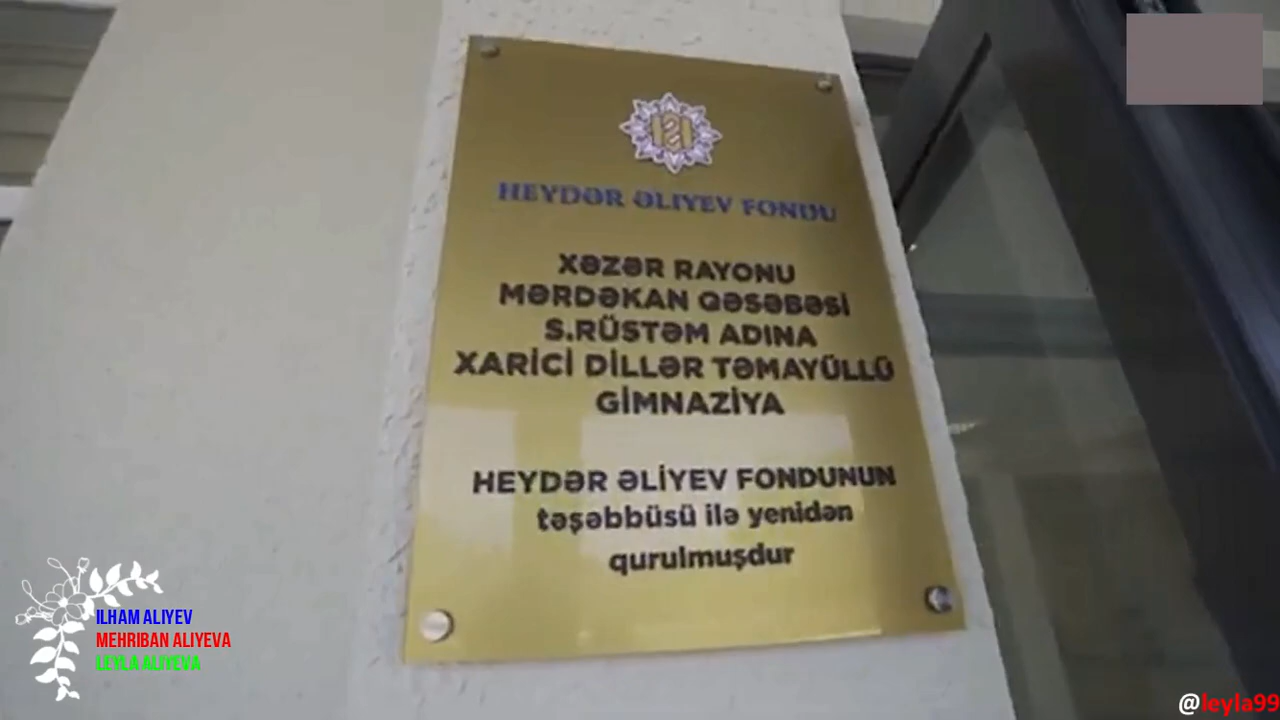 HEYDƏR ƏLIYEV FONDU
XƏZƏR RAYONU
MƏRDƏKAN QƏSƏBƏSİ
S.RÜSTƏM ADINA
XARİCİ DİLLƏR TƏMAYÜLLÜ
GİMNAZİYA
HEYDƏR ƏLİYEV FONDUNUN
təşəbbüsü ilə yenidən
qurulmuşdur
ILHAM ALIYEV
MEHRIBAN ALIYEVA
LEYLA ALIYEVA
@leyla99